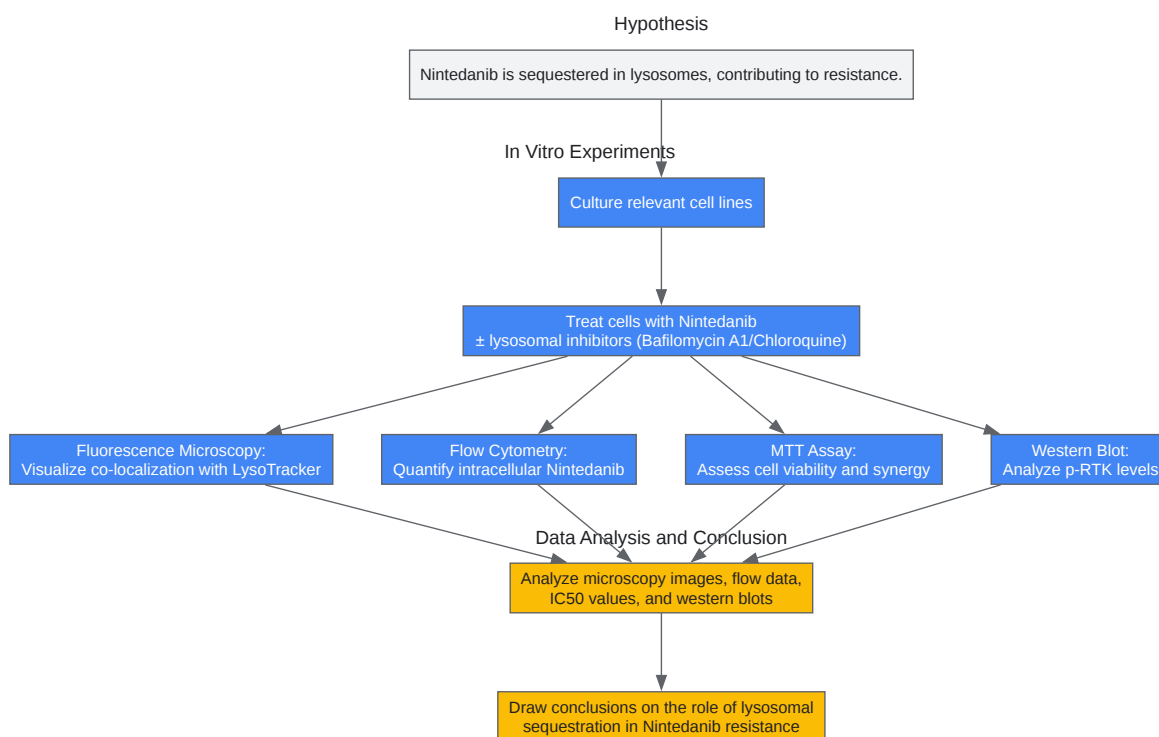 Hypothesis
Nintedanib is sequestered in lysosomes, contributing to resistance.
In Vitro Experiments
Culture relevant cell lines
Treat cells with Nintedanib
± lysosomal inhibitors (Bafilomycin A1/Chloroquine)
Fluorescence Microscopy:
Visualize co-localization with LysoTracker
Flow Cytometry:
Quantify intracellular Nintedanib
MTT Assay:
Assess cell viability and synergy
Western Blot:
Analyze p-RTK levels
Data Analysis and Conclusion
Analyze microscopy images, flow data,
IC50 values, and western blots
Draw conclusions on the role of lysosomal
sequestration in Nintedanib resistance